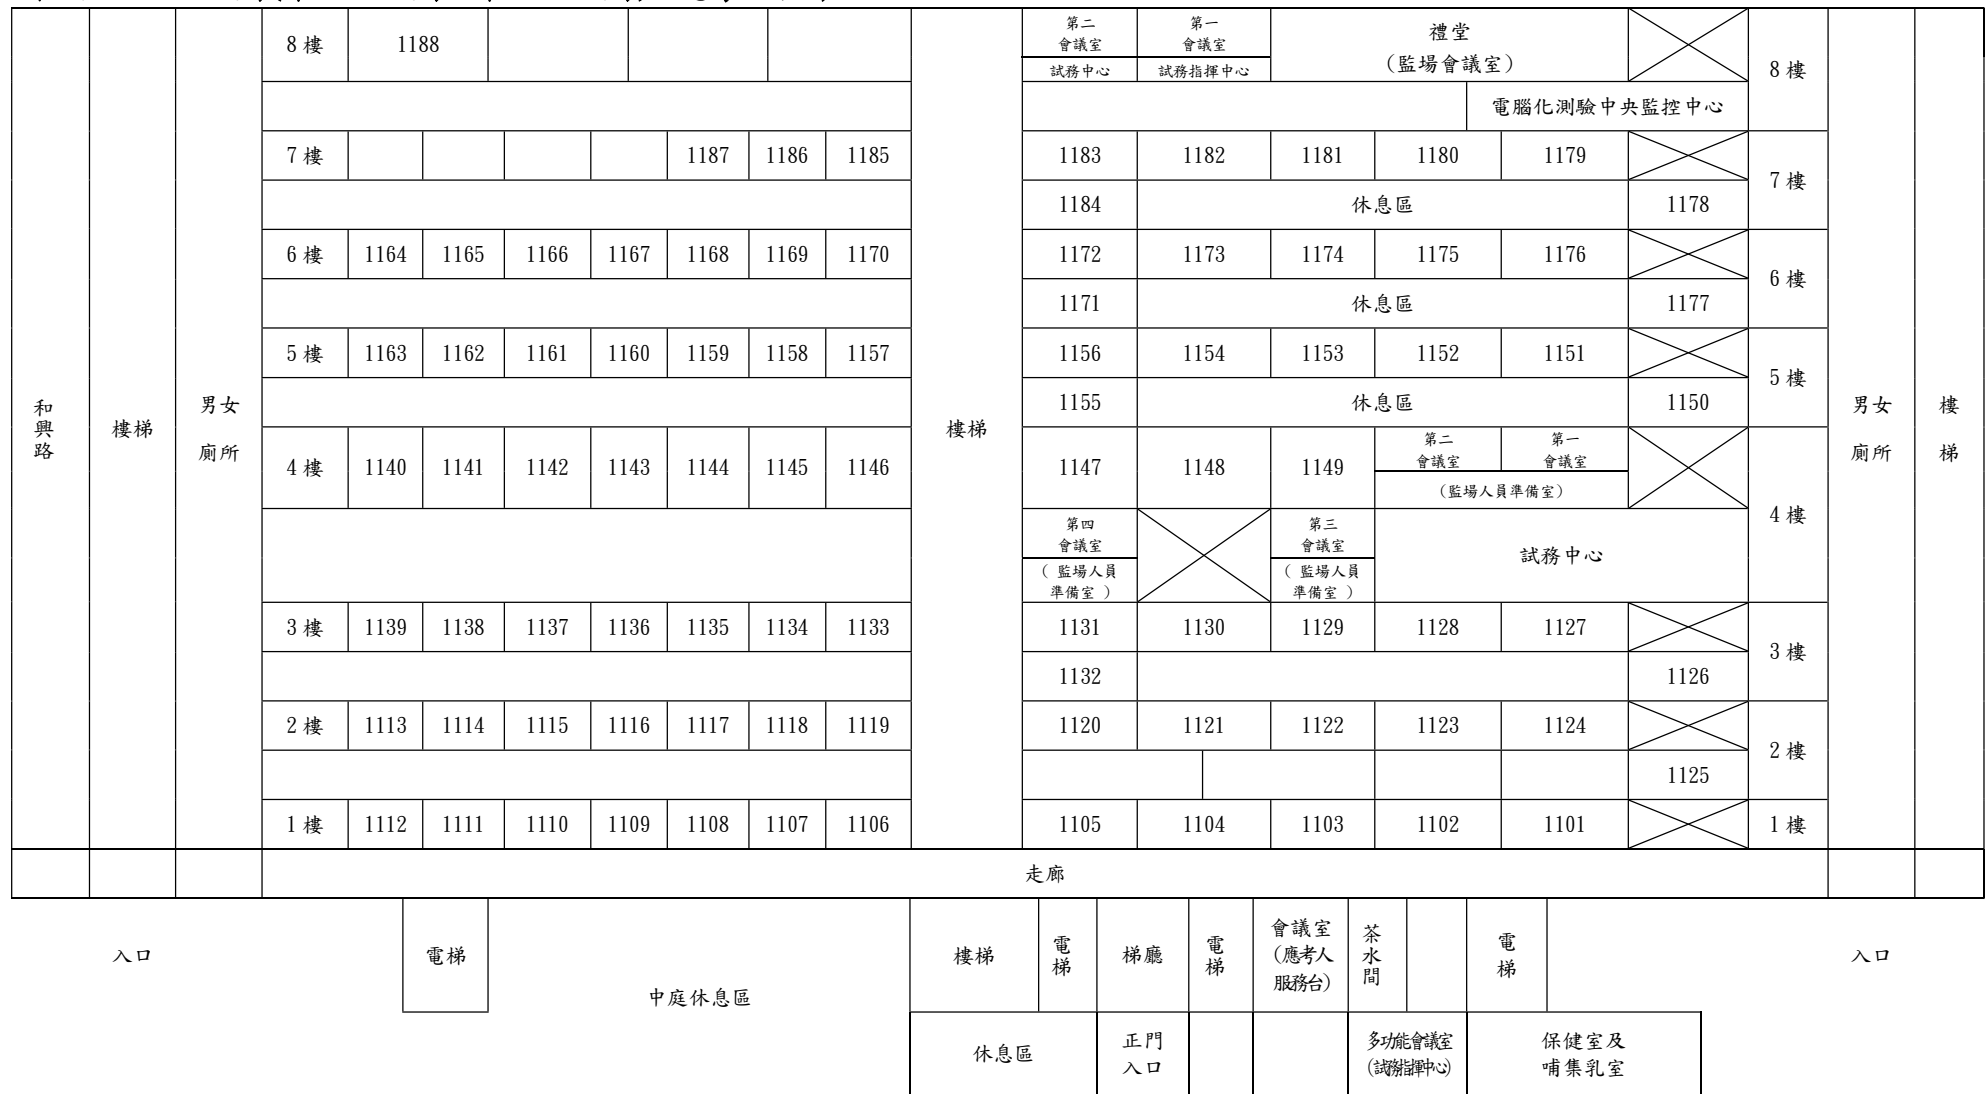 8樓 1188 第二會議室 試務中心 第一會議室 試務指揮中心 禮堂(監場會議室) 8樓
電腦化測驗中央監控中心
7樓 1187 1186 1185 1183 1182 1181 1180 1179 7樓
1184 休息區 1178
6樓 1164 1165 1166 1167 1168 1169 1170 1172 1173 1174 1175 1176 6樓
1171 休息區 1177
5樓 1163 1162 1161 1160 1159 1158 1157 1156 1154 1153 1152 1151 5樓
1155 休息區 1150
和興路 樓梯 男女廁所 樓梯 男女廁所 樓梯
4樓 1140 1141 1142 1143 1144 1145 1146 1147 1148 1149 第二會議室 第一會議室 (監場人員準備室) 4樓
第四會議室 (監場人員準備室) 第三會議室 (監場人員準備室) 試務中心
3樓 1139 1138 1137 1136 1135 1134 1133 1131 1130 1129 1128 1127 3樓
1132 1126
2樓 1113 1114 1115 1116 1117 1118 1119 1120 1121 1122 1123 1124 2樓
1125
1樓 1112 1111 1110 1109 1108 1107 1106 1105 1104 1103 1102 1101 1樓
走廊
入口 電梯 中庭休息區 樓梯 電梯 梯廳 電梯 會議室(應考人服務台) 茶水間 電梯 入口
休息區 正門入口 多功能會議室(試務指揮中心) 保健室及哺集乳室